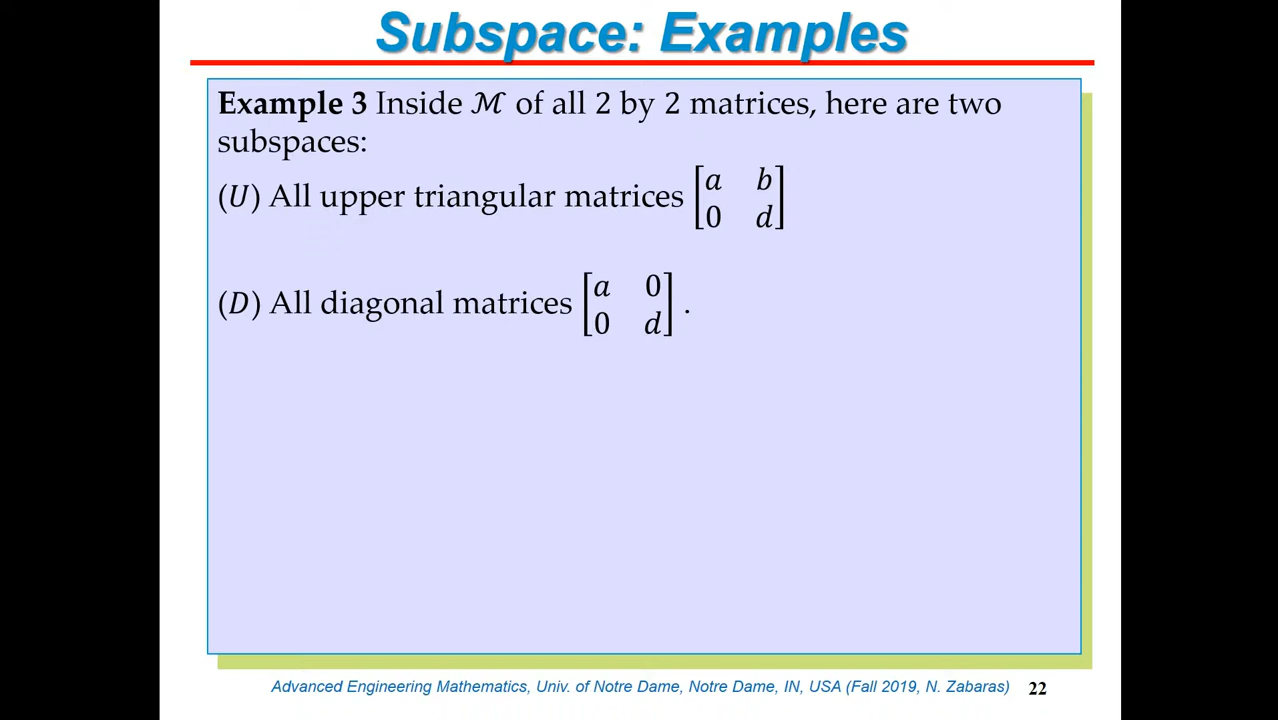 Subspace: Examples
Example 3 Inside ℳ of all 2 by 2 matrices, here are two
subspaces:
(U) All upper triangular matrices [a b
0 d]
(D) All diagonal matrices [a 0
0 d] .
Advanced Engineering Mathematics, Univ. of Notre Dame, Notre Dame, IN, USA (Fall 2019, N. Zabaras) 22